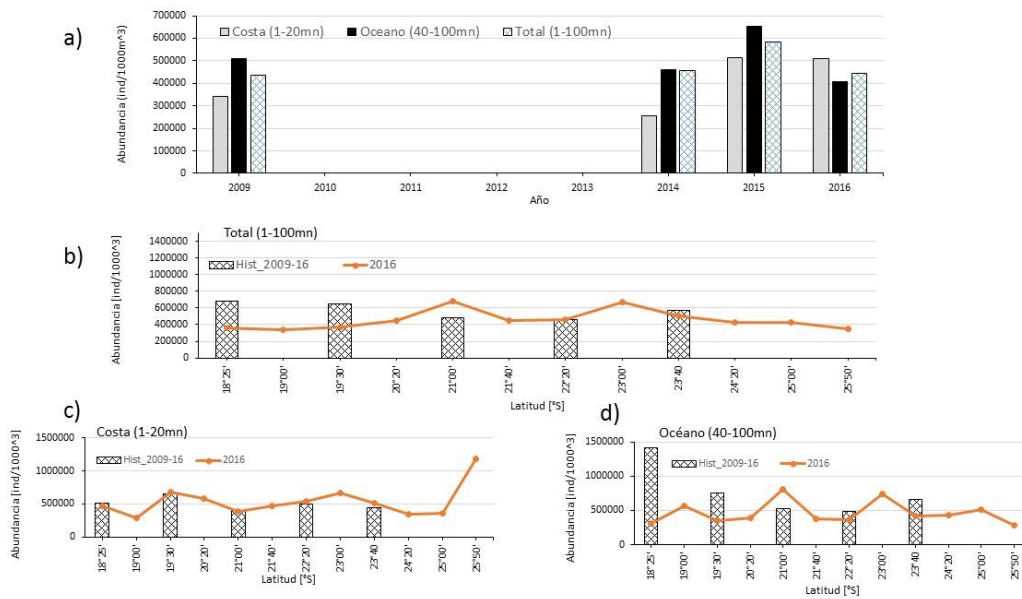 a)
Abundancia (ind/1000m^3)
700000
600000
500000
400000
300000
200000
100000
0
Costa (1-20mn) Oceano (40-100mn) Total (1-100mn)
2009 2010 2011 2012 2013 2014 2015 2016
Año
b)
Total (1-100mn)
Abundancia [ind/1000^3)
1400000
1200000
1000000
800000
600000
400000
200000
0
Hist_2009-16 2016
18°25' 19°00' 19°30' 20°20' 21°00' 21°40' 22°20' 23°00' 23°40' 24°20' 25°00' 25°50'
Latitud [°S]
c)
Costa (1-20mn)
Abundancia [ind/1000^3)
1500000
1000000
500000
0
Hist_2009-16 2016
18°25' 19°00' 19°30' 20°20' 21°00' 21°40' 22°20' 23°00' 23°40' 24°20' 25°00' 25°50'
Latitud [°S]
d)
Océano (40-100mn)
Abundancia [ind/1000^3)
1500000
1000000
500000
0
Hist_2009-16 2016
18°25' 19°00' 19°30' 20°20' 21°00' 21°40' 22°20' 23°00' 23°40' 24°20' 25°00' 25°50'
Latitud [°S]